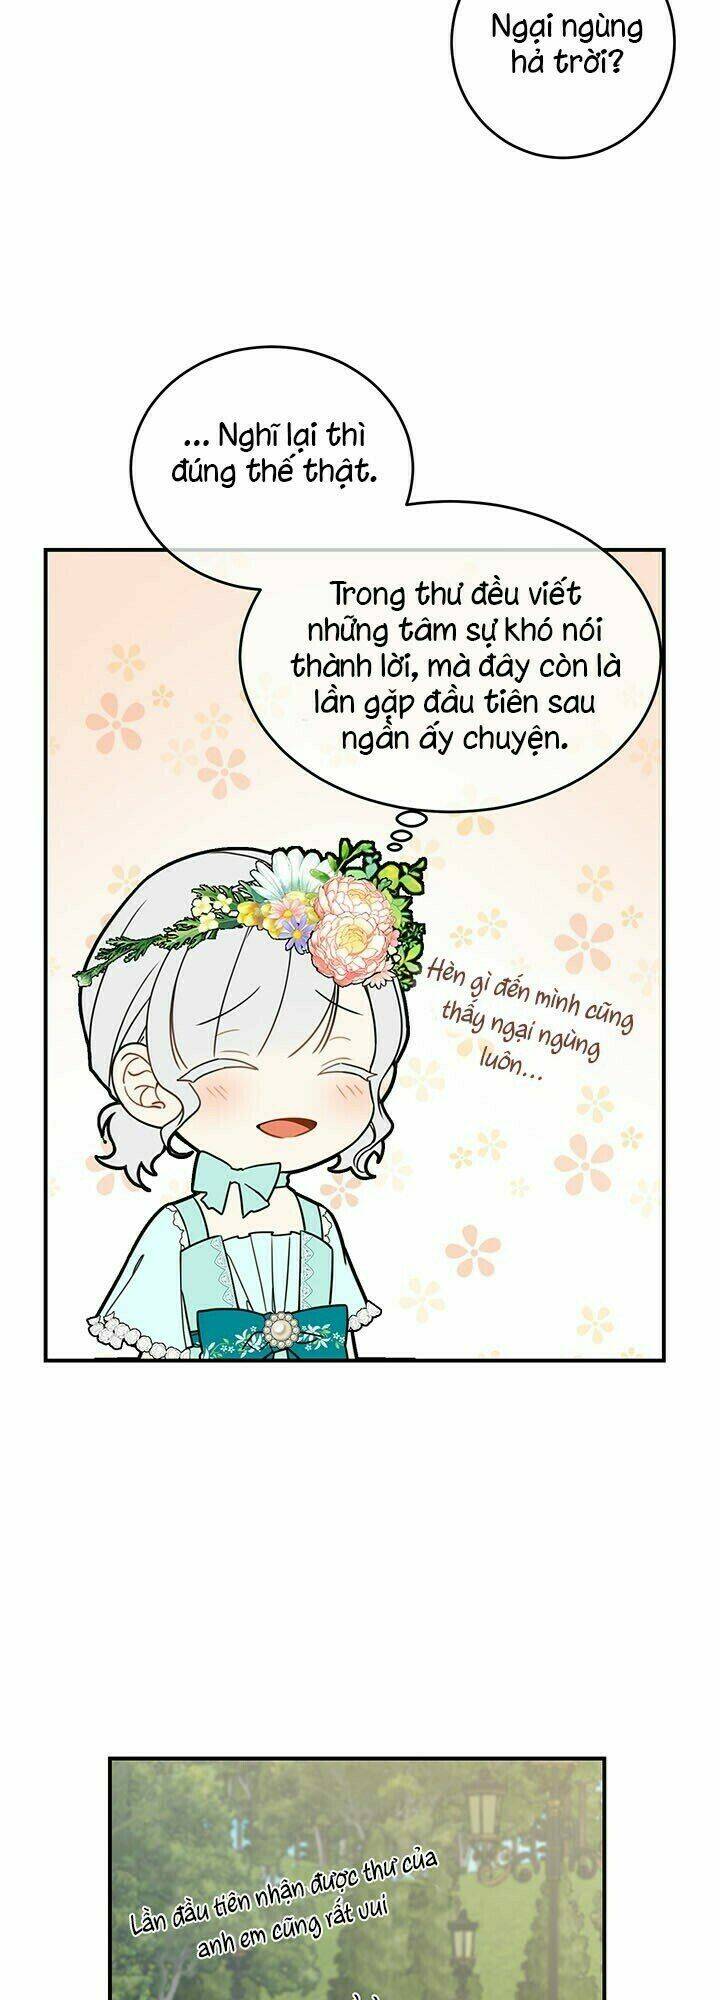 Ngại ngùng
hả trời?
... Nghĩ lại thì
đúng thế thật.
Trong thư đều viết
những tâm sự khó nói
thành lời, mà đây còn là
lần gặp đầu tiên sau
ngần ấy chuyện.
Hèn gì đến mình cũng
thấy ngại ngùng
luôn...
Lần đầu tiên nhận được thư của
anh em cũng rất vui